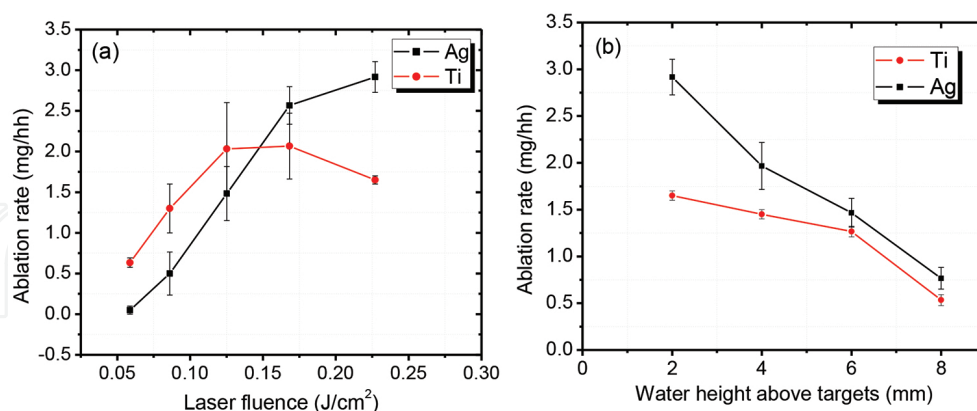 (a)
Ag
Ti
3.5
3.0
2.5
2.0
1.5
1.0
0.5
0.0
-0.5
Ablation rate (mg/hh)
0.05 0.10 0.15 0.20 0.25 0.30
Laser fluence (J/cm²)
(b)
Ti
Ag
3.5
3.0
2.5
2.0
1.5
1.0
0.5
0.0
Ablation rate (mg/hh)
0 2 4 6 8
Water height above targets (mm)